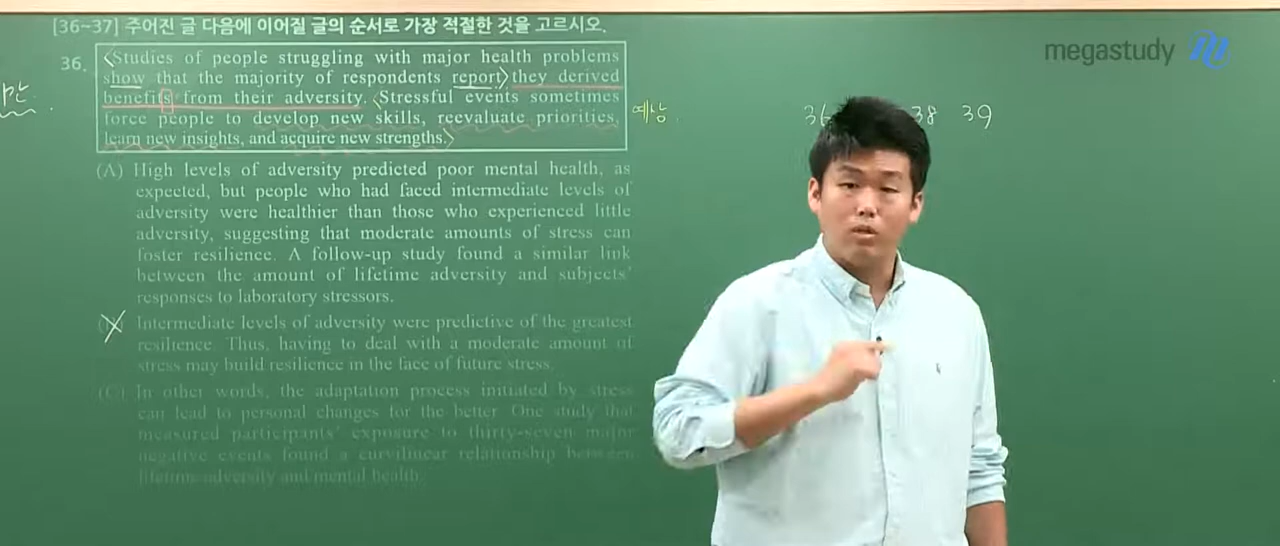 [36~37] 주어진 글 다음에 이어질 글의 순서로 가장 적절한 것을 고르시오.
megastudy
36.
Studies of people struggling with major health problems
show that the majority of respondents report they derived
benefits from their adversity. Stressful events sometimes
force people to develop new skills, reevaluate priorities,
learn new insights, and acquire new strengths.
예상
36 38 39
(A) High levels of adversity predicted poor mental health, as
expected, but people who had faced intermediate levels of
adversity were healthier than those who experienced little
adversity, suggesting that moderate amounts of stress can
foster resilience. A follow-up study found a similar link
between the amount of lifetime adversity and subjects'
responses to laboratory stressors.
Intermediate levels of adversity were predictive of the greatest
resilience. Thus, having to deal with a moderate amount of
stress may build resilience in the face of future stress.
(C) In other words, the adaptation process initiated by stress
can lead to personal changes for the better. One study that
measured participants' exposure to thirty-seven major
negative events found a curvilinear relationship between
lifetime adversity and mental health.